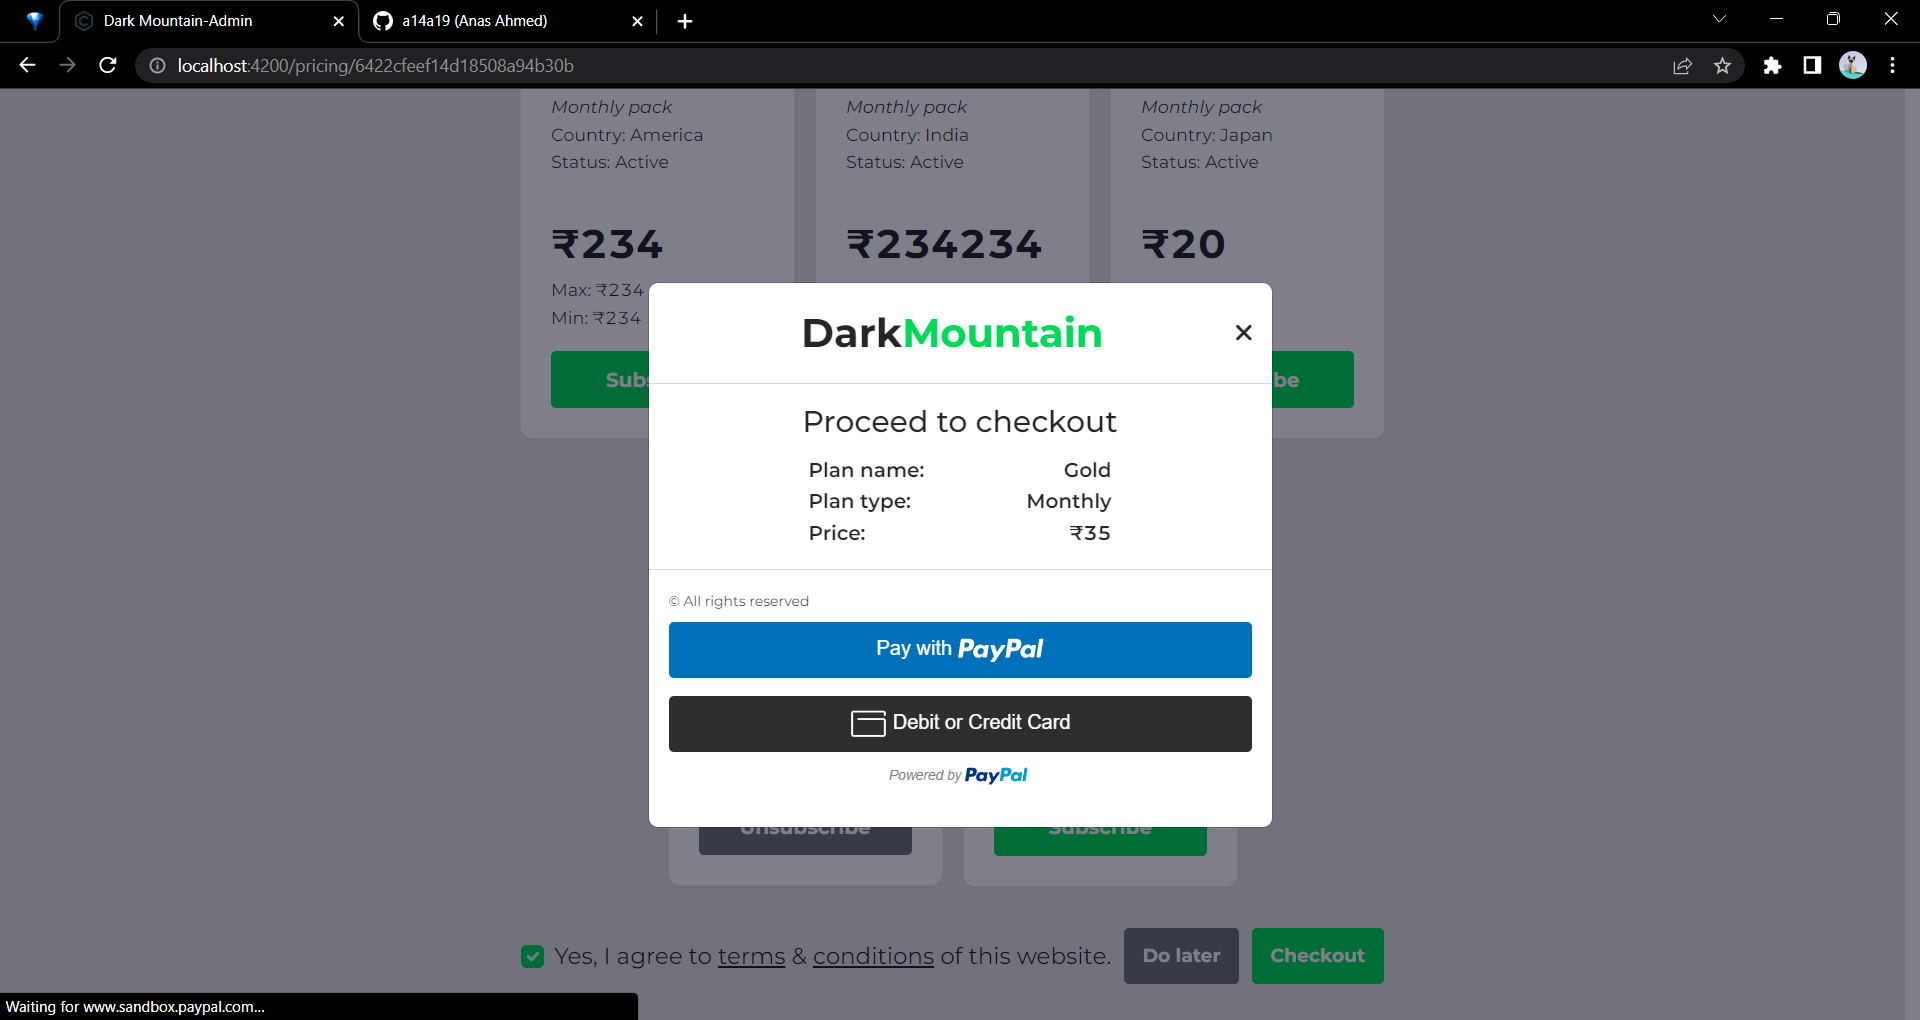 Dark Mountain-Admin
a14a19 (Anas Ahmed)
localhost:4200/pricing/6422cfeef14d18508a94b30b
Monthly pack
Country: America
Status: Active
₹234
Max: ₹234
Min: ₹234
Subs
Monthly pack
Country: India
Status: Active
₹234234
Monthly pack
Country: Japan
Status: Active
₹20
be
DarkMountain
Proceed to checkout
Plan name: Gold
Plan type: Monthly
Price: ₹35
© All rights reserved
Pay with PayPal
Debit or Credit Card
Powered by PayPal
Unsubscribe
Subscribe
Yes, I agree to terms & conditions of this website.
Do later
Checkout
Waiting for www.sandbox.paypal.com...